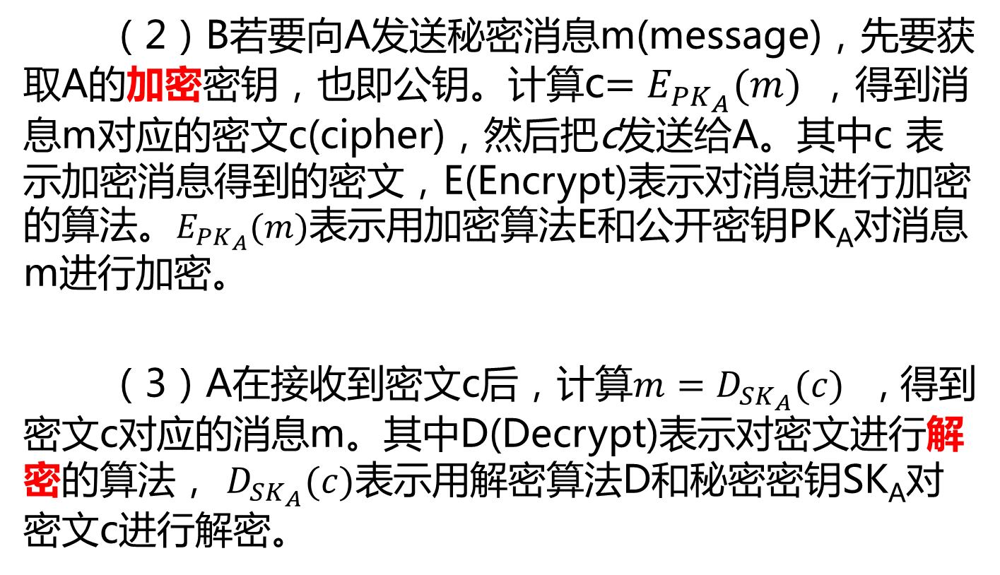 （2）B若要向A发送秘密消息m(message)，先要获
取A的加密密钥，也即公钥。计算c= $E_{PK_A}(m)$ ，得到消
息m对应的密文c(cipher)，然后把c发送给A。其中c 表
示加密消息得到的密文，E(Encrypt)表示对消息进行加密
的算法。$E_{PK_A}(m)$表示用加密算法E和公开密钥PK_A对消息
m进行加密。
（3）A在接收到密文c后，计算$m = D_{SK_A}(c)$ ，得到
密文c对应的消息m。其中D(Decrypt)表示对密文进行解
密的算法， $D_{SK_A}(c)$表示用解密算法D和秘密密钥SK_A对
密文c进行解密。